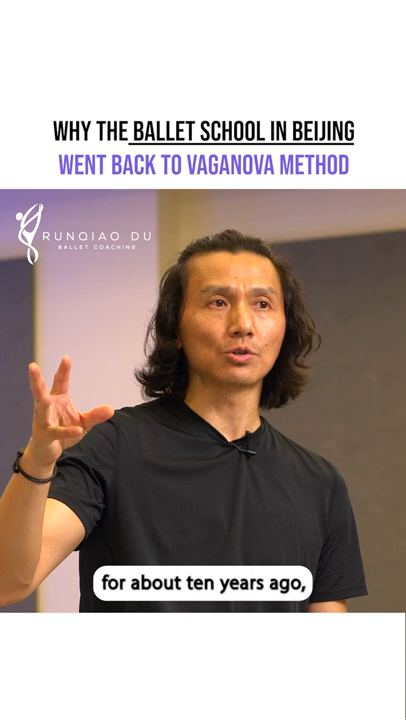 WHY THE BALLET SCHOOL IN BEIJING
WENT BACK TO VAGANOVA METHOD
RUNQIAO DU
BALLET COACHING
for about ten years ago,